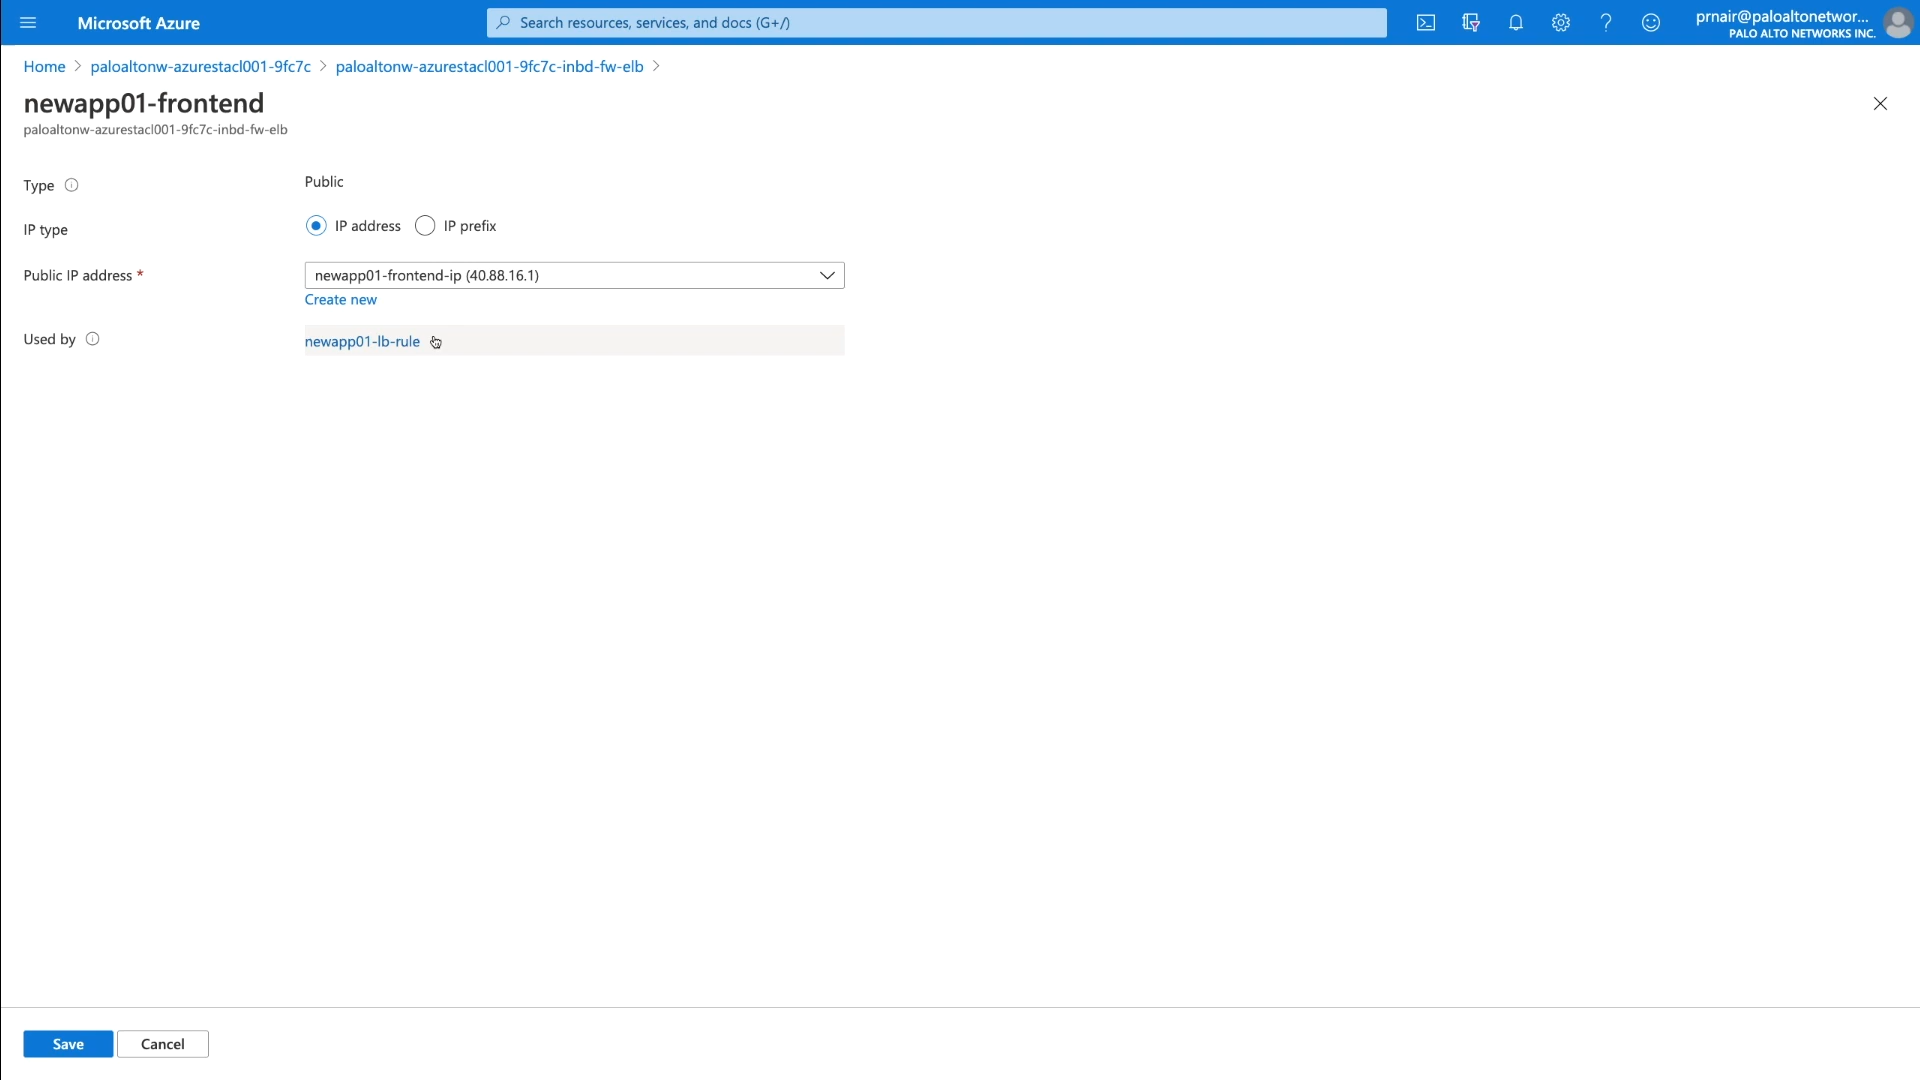 Microsoft Azure
Search resources, services, and docs (G+/)
prnair@paloaltonetwor...
PALO ALTO NETWORKS INC.
Home > paloaltonw-azurestacl001-9fc7c > paloaltonw-azurestacl001-9fc7c-inbd-fw-elb >
newapp01-frontend
paloaltonw-azurestacl001-9fc7c-inbd-fw-elb
Type
Public
IP type
IP address
IP prefix
Public IP address *
newapp01-frontend-ip (40.88.16.1)
Create new
Used by
newapp01-lb-rule
Save
Cancel